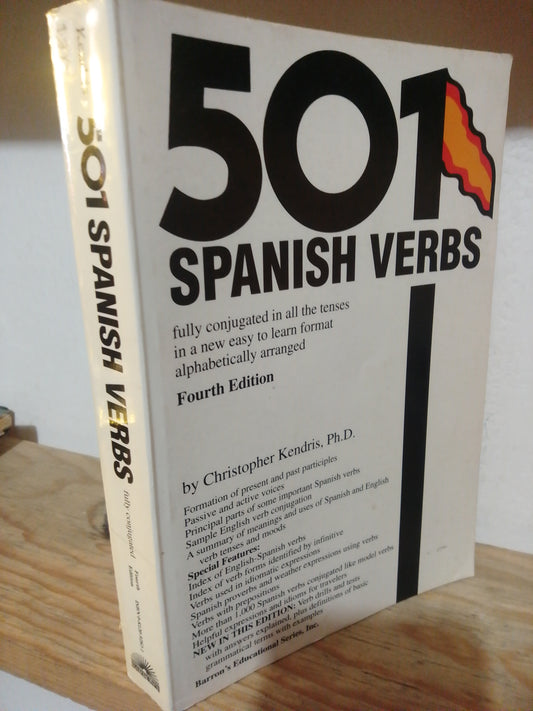 501
SPANISH VERBS
fully conjugated in all the tenses
in a new easy to learn format
alphabetically arranged
Fourth Edition
by Christopher Kendris, Ph.D.
Formation of present and past participles
Passive and active voices
Principal parts of some important Spanish verbs
Sample English verb conjugation
A summary of meanings and uses of Spanish and English
verb tenses and moods
Special Features:
Index of English-Spanish verbs
Index of verb forms identified by infinitive
Verbs used in idiomatic expressions
Spanish proverbs and weather expressions using verbs
Verbs with prepositions
More than 1,000 Spanish verbs conjugated like model verbs
Helpful expressions and idioms for travelers
NEW IN THIS EDITION: Verb drills and tests
with answers explained, plus definitions of basic
grammatical terms with examples
Barron's Educational Series, Inc.
501 SPANISH VERBS
fully conjugated
Fourth
Edition